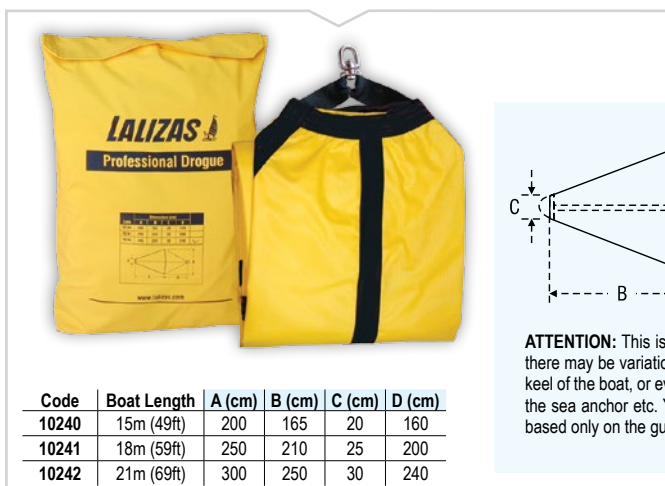 LALIZAS
Professional Drogue
www.lalizas.com
Code Boat Length A (cm) B (cm) C (cm) D (cm)
10240 15m (49ft) 200 165 20 160
10241 18m (59ft) 250 210 25 200
10242 21m (69ft) 300 250 30 240
C
B
ATTENTION: This is
there may be variatio
keel of the boat, or ev
the sea anchor etc. Y
based only on the gu